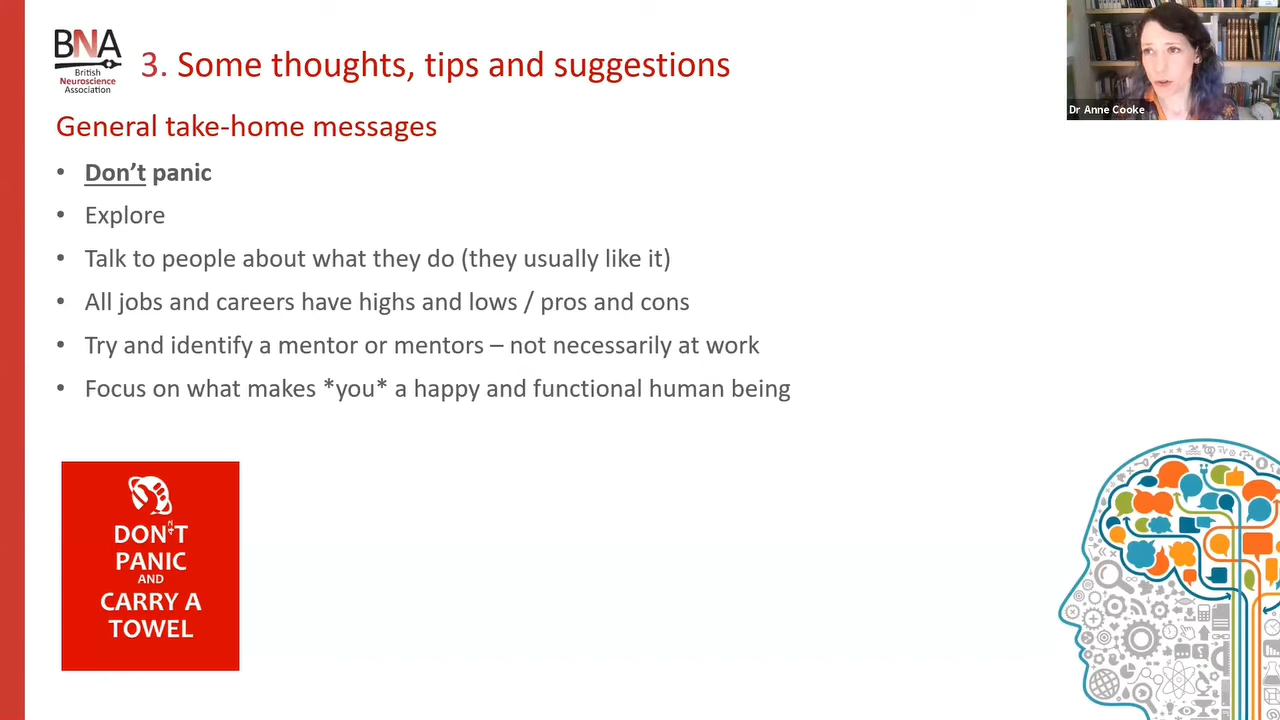 BNA
British
Neuroscience
Association
3. Some thoughts, tips and suggestions
Dr Anne Cooke
General take-home messages
• Don't panic
• Explore
• Talk to people about what they do (they usually like it)
• All jobs and careers have highs and lows / pros and cons
• Try and identify a mentor or mentors – not necessarily at work
• Focus on what makes *you* a happy and functional human being
DON'T
PANIC
AND
CARRY A
TOWEL